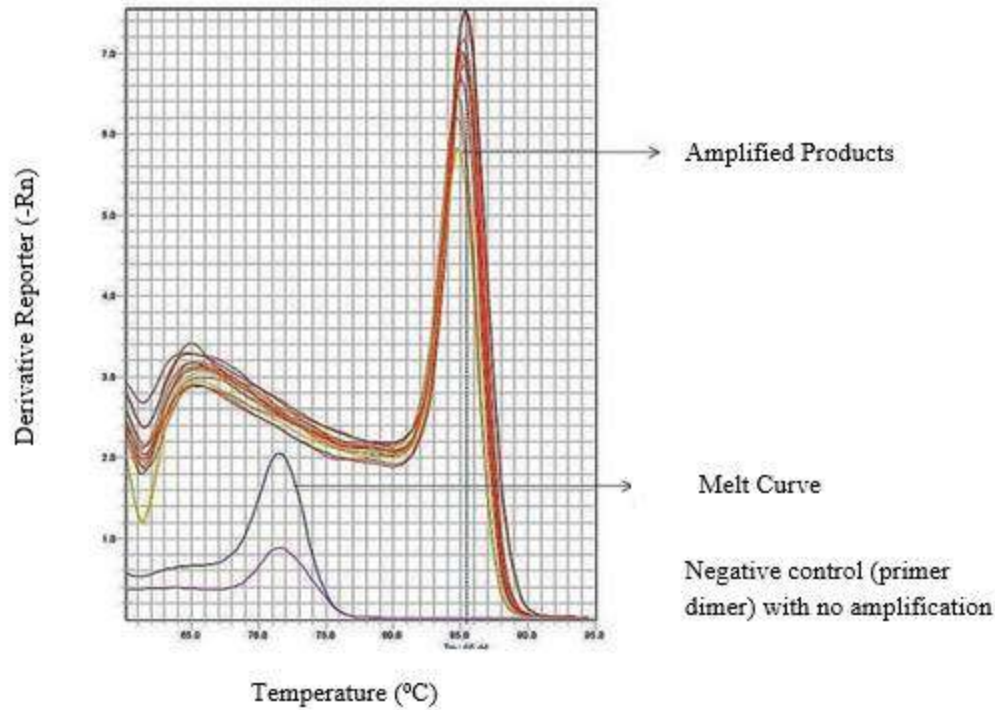 7.0
6.0
5.0
4.0
3.0
2.0
1.0
Derivative Reporter (-Rn)
Amplified Products
Melt Curve
Negative control (primer
dimer) with no amplification
65.0 70.0 75.0 80.0 85.0 90.0 95.0
Temperature (ºC)